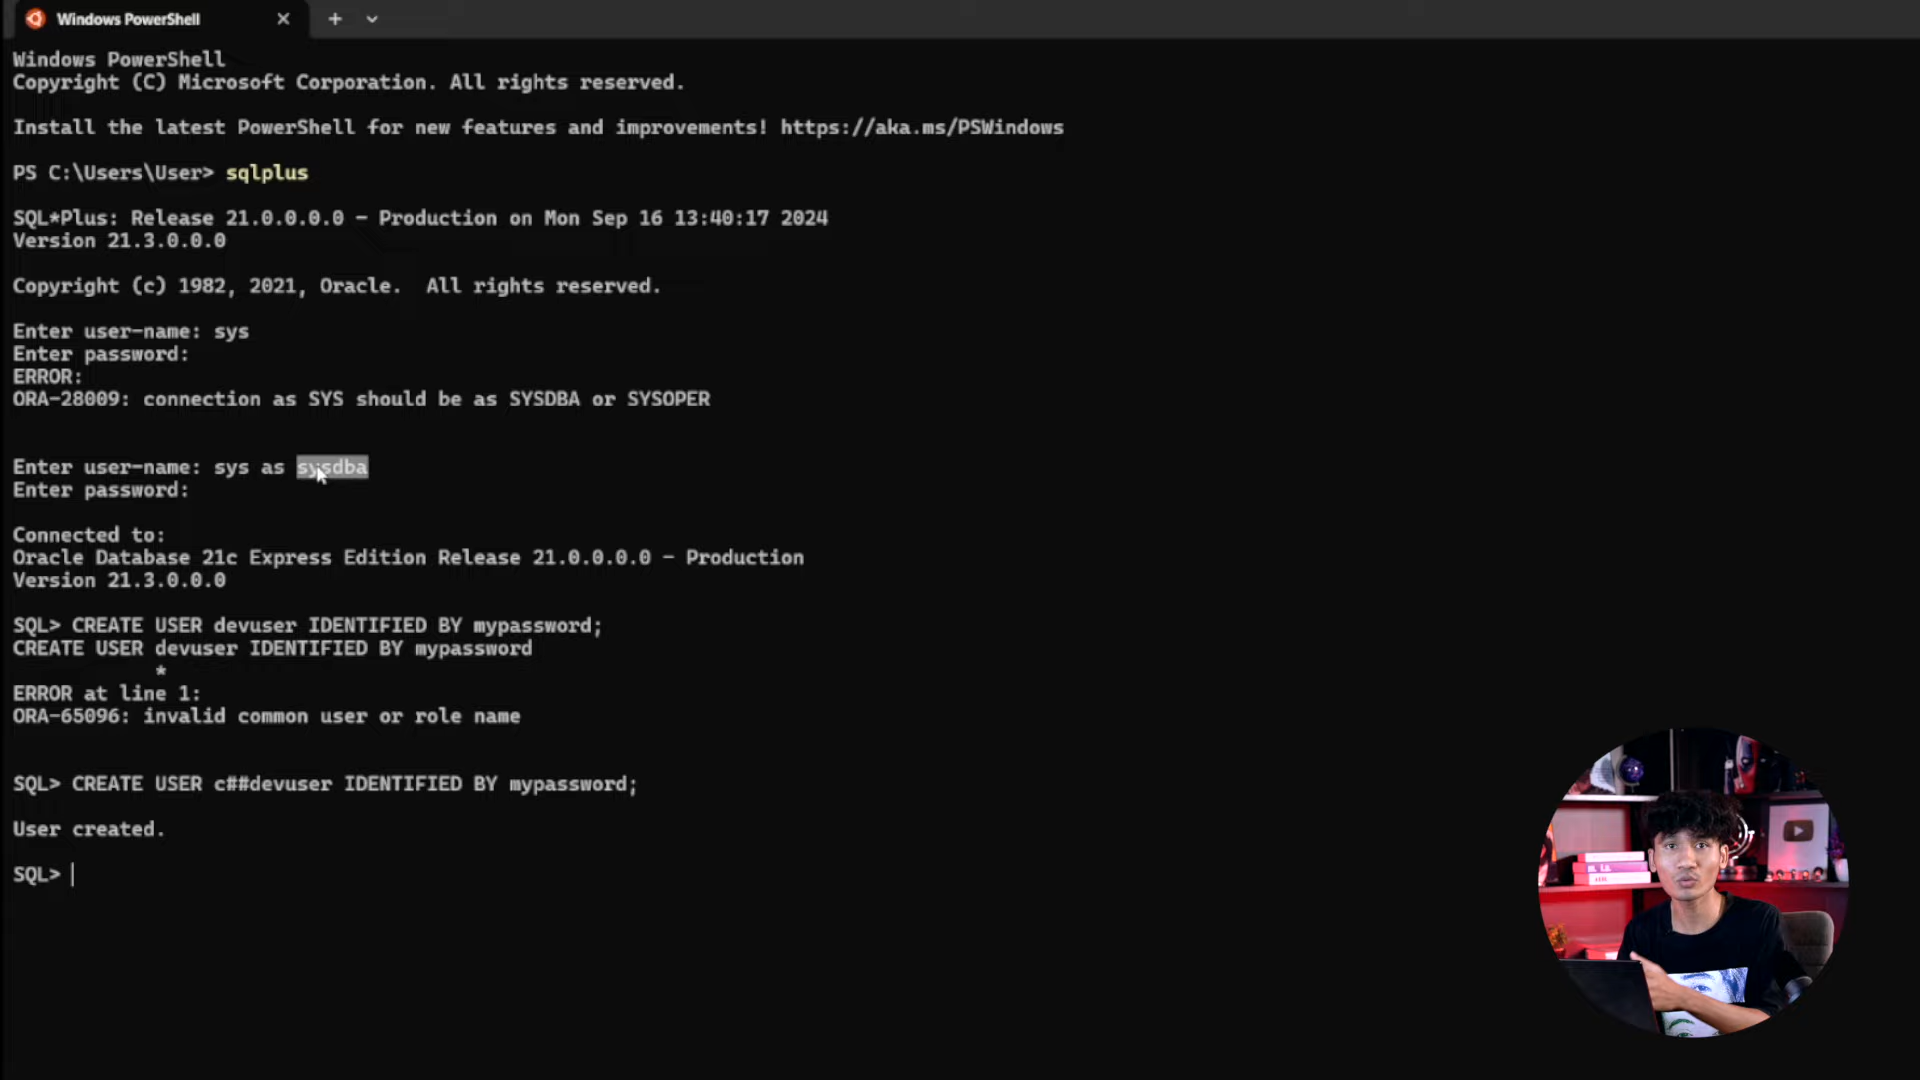 Windows PowerShell
Windows PowerShell
Copyright (C) Microsoft Corporation. All rights reserved.
Install the latest PowerShell for new features and improvements! https://aka.ms/PSWindows
PS C:\Users\User> sqlplus
SQL*Plus: Release 21.0.0.0.0 - Production on Mon Sep 16 13:40:17 2024
Version 21.3.0.0.0
Copyright (c) 1982, 2021, Oracle.  All rights reserved.
Enter user-name: sys
Enter password:
ERROR:
ORA-28009: connection as SYS should be as SYSDBA or SYSOPER
Enter user-name: sys as sysdba
Enter password:
Connected to:
Oracle Database 21c Express Edition Release 21.0.0.0.0 - Production
Version 21.3.0.0.0
SQL> CREATE USER devuser IDENTIFIED BY mypassword;
CREATE USER devuser IDENTIFIED BY mypassword
*
ERROR at line 1:
ORA-65096: invalid common user or role name
SQL> CREATE USER c##devuser IDENTIFIED BY mypassword;
User created.
SQL>